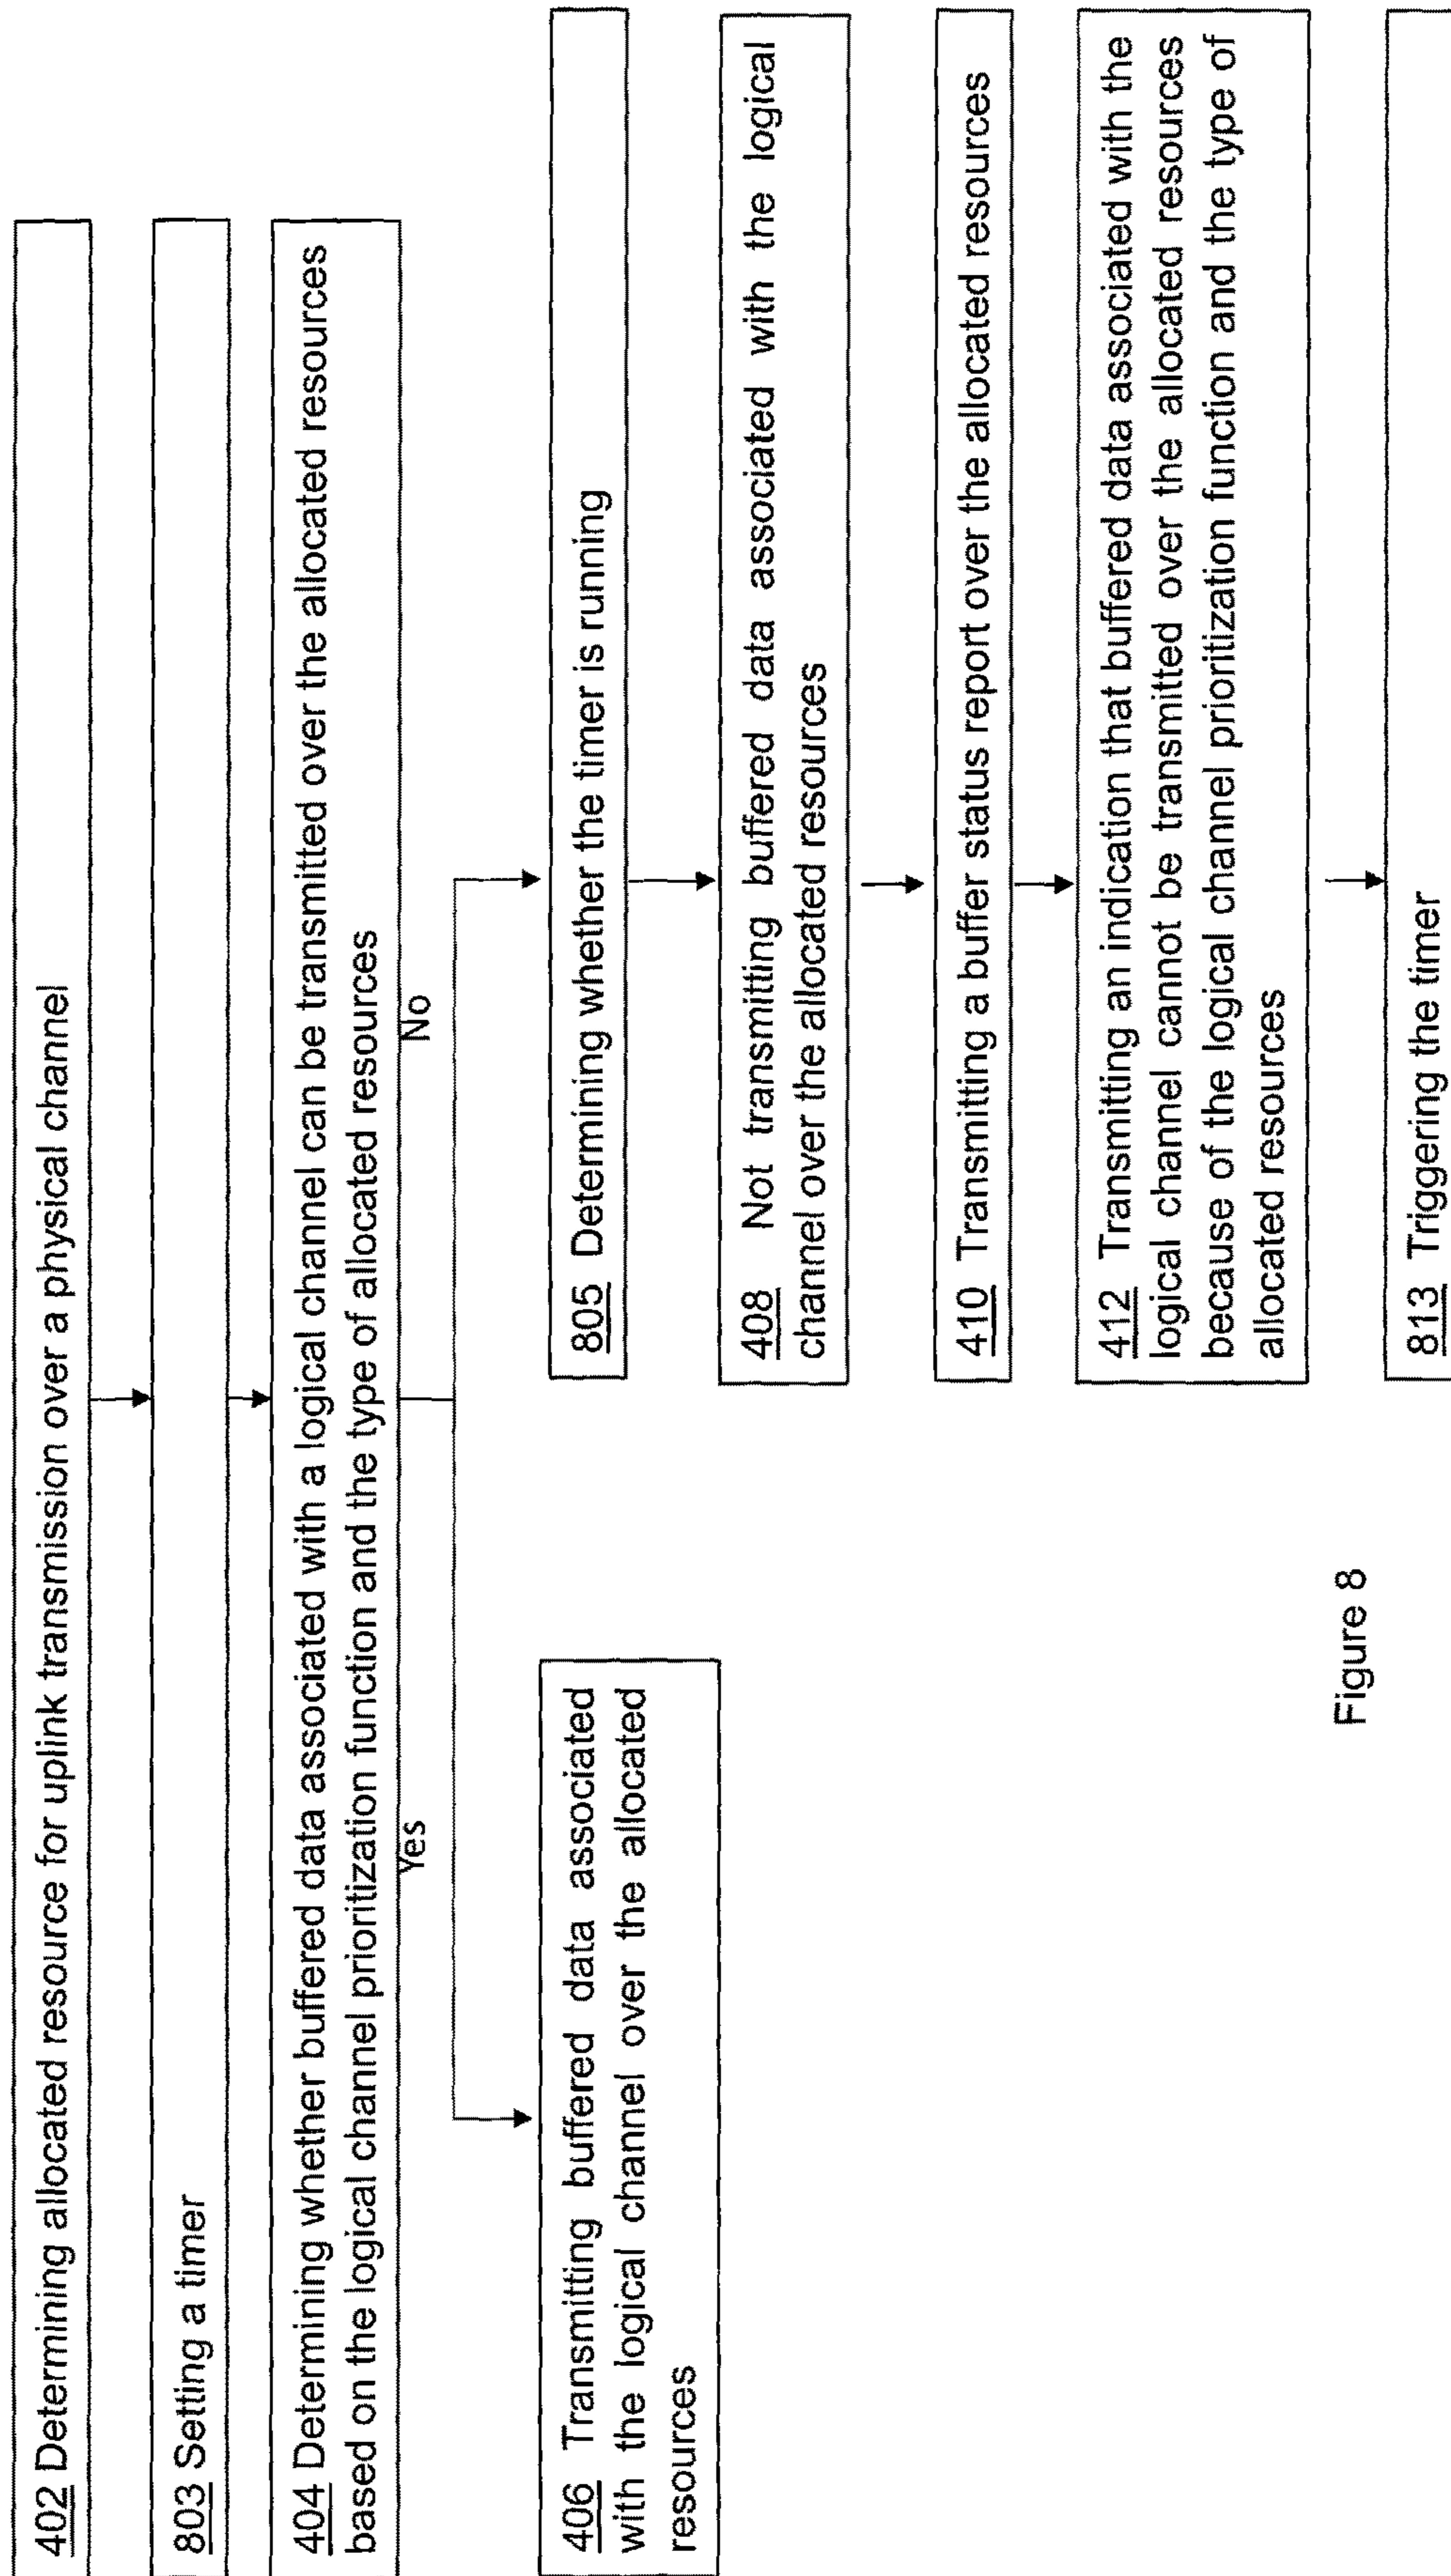 402 Determining allocated resource for uplink transmission over a physical channel
803 Setting a timer
404 Determining whether buffered data associated with a logical channel can be transmitted over the allocated resources
based on the logical channel prioritization function and the type of allocated resources
Yes
No
406 Transmitting buffered data associated
with the logical channel over the allocated
resources
805 Determining whether the timer is running
408 Not transmitting buffered data associated with the logical
channel over the allocated resources
410 Transmitting a buffer status report over the allocated resources
412 Transmitting an indication that buffered data associated with the
logical channel cannot be transmitted over the allocated resources
because of the logical channel prioritization function and the type of
allocated resources
813 Triggering the timer
Figure 8